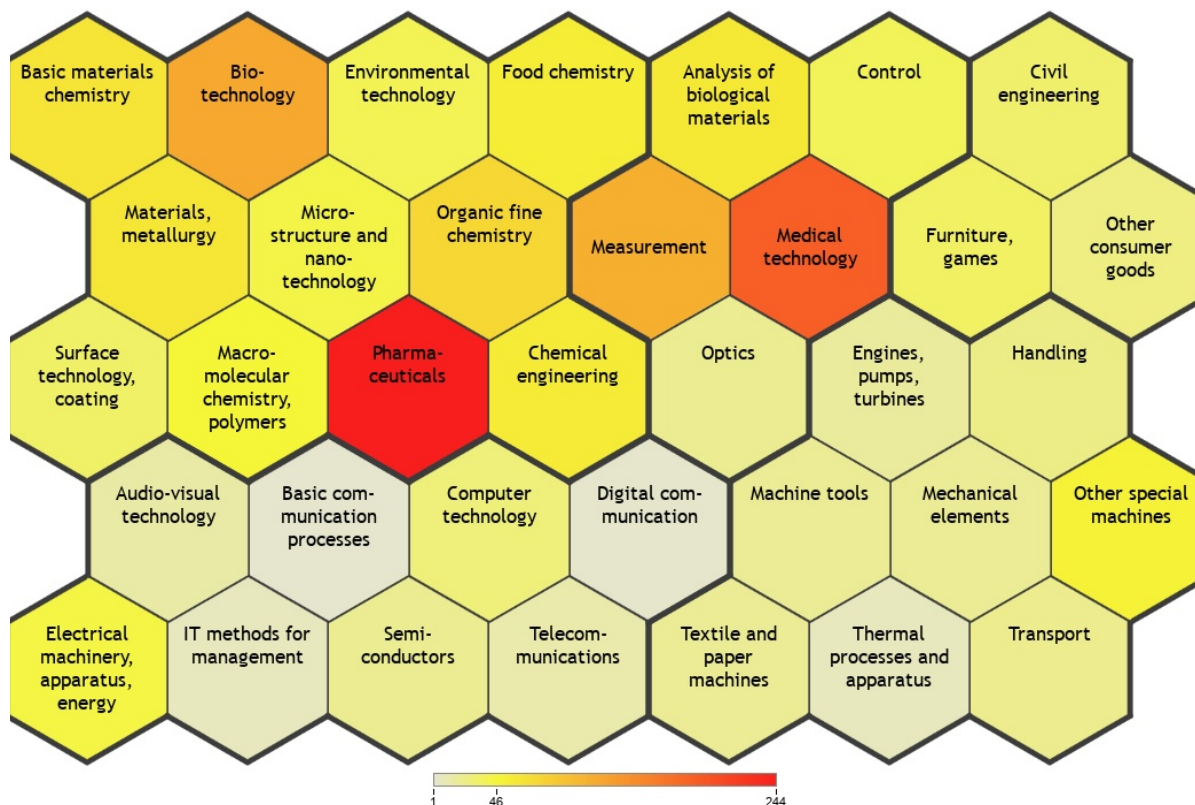 Basic materials
chemistry
Bio-
technology
Environmental
technology
Food chemistry
Analysis of
biological
materials
Control
Civil
engineering
Materials,
metallurgy
Micro-
structure and
nano-
technology
Organic fine
chemistry
Measurement
Medical
technology
Furniture,
games
Other
consumer
goods
Surface
technology,
coating
Macro-
molecular
chemistry,
polymers
Pharma-
ceuticals
Chemical
engineering
Optics
Engines,
pumps,
turbines
Handling
Audio-visual
technology
Basic com-
munication
processes
Computer
technology
Digital com-
munication
Machine tools
Mechanical
elements
Other special
machines
Electrical
machinery,
apparatus,
energy
IT methods for
management
Semi-
conductors
Telecom-
munications
Textile and
paper
machines
Thermal
processes and
apparatus
Transport
1 46 244